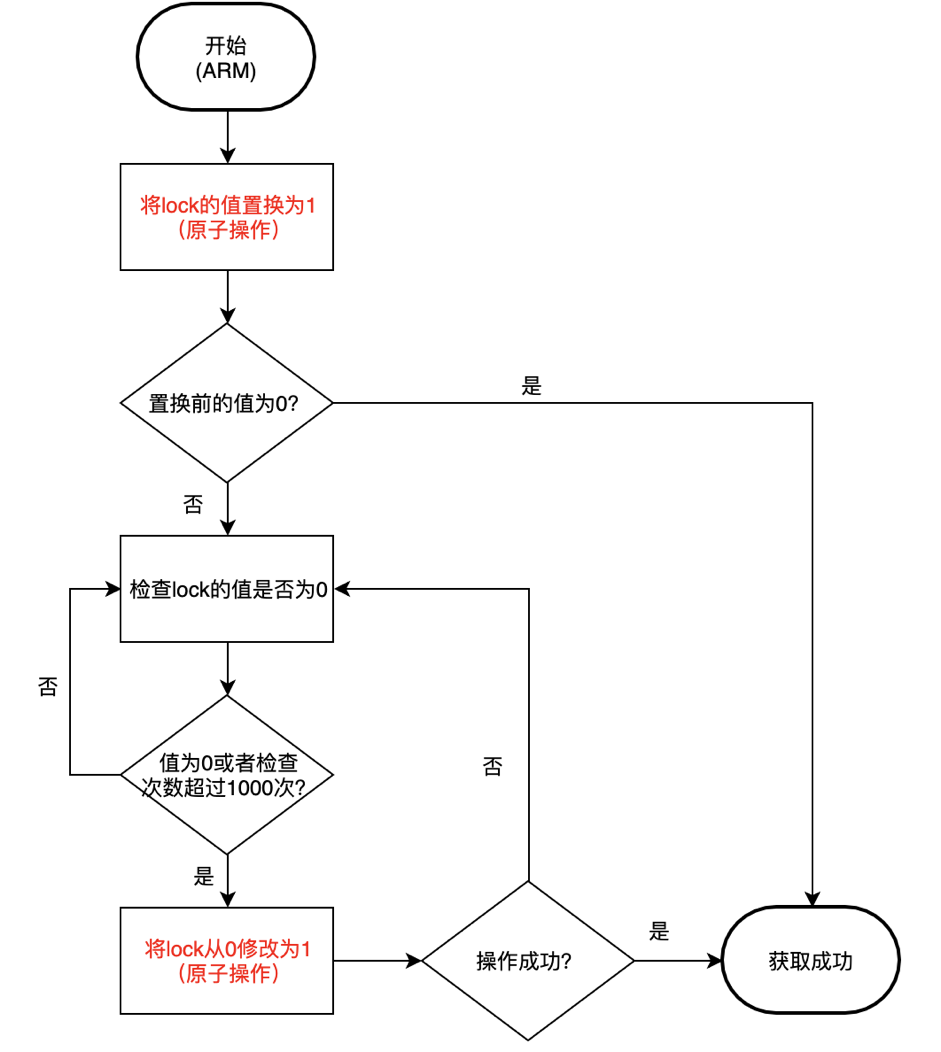 开始
(ARM)
将lock的值置换为1
（原子操作）
置换前的值为0?
是
否
检查lock的值是否为0
否
值为0或者检查
次数超过1000次?
否
是
将lock从0修改为1
（原子操作）
操作成功?
是
获取成功